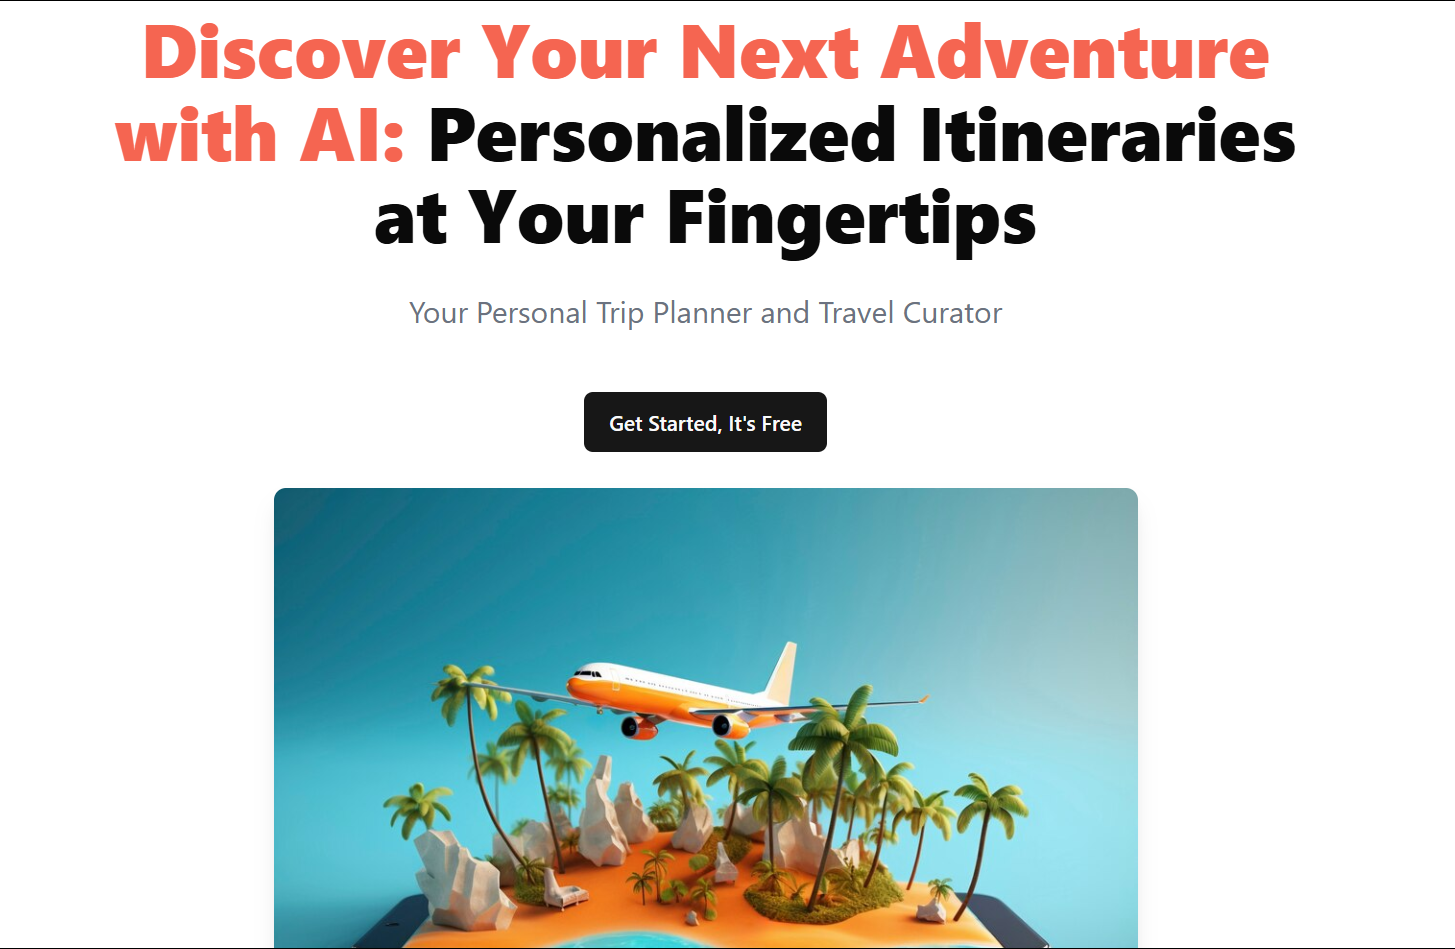 Discover Your Next Adventure
with AI: Personalized Itineraries
at Your Fingertips
Your Personal Trip Planner and Travel Curator
Get Started, It's Free